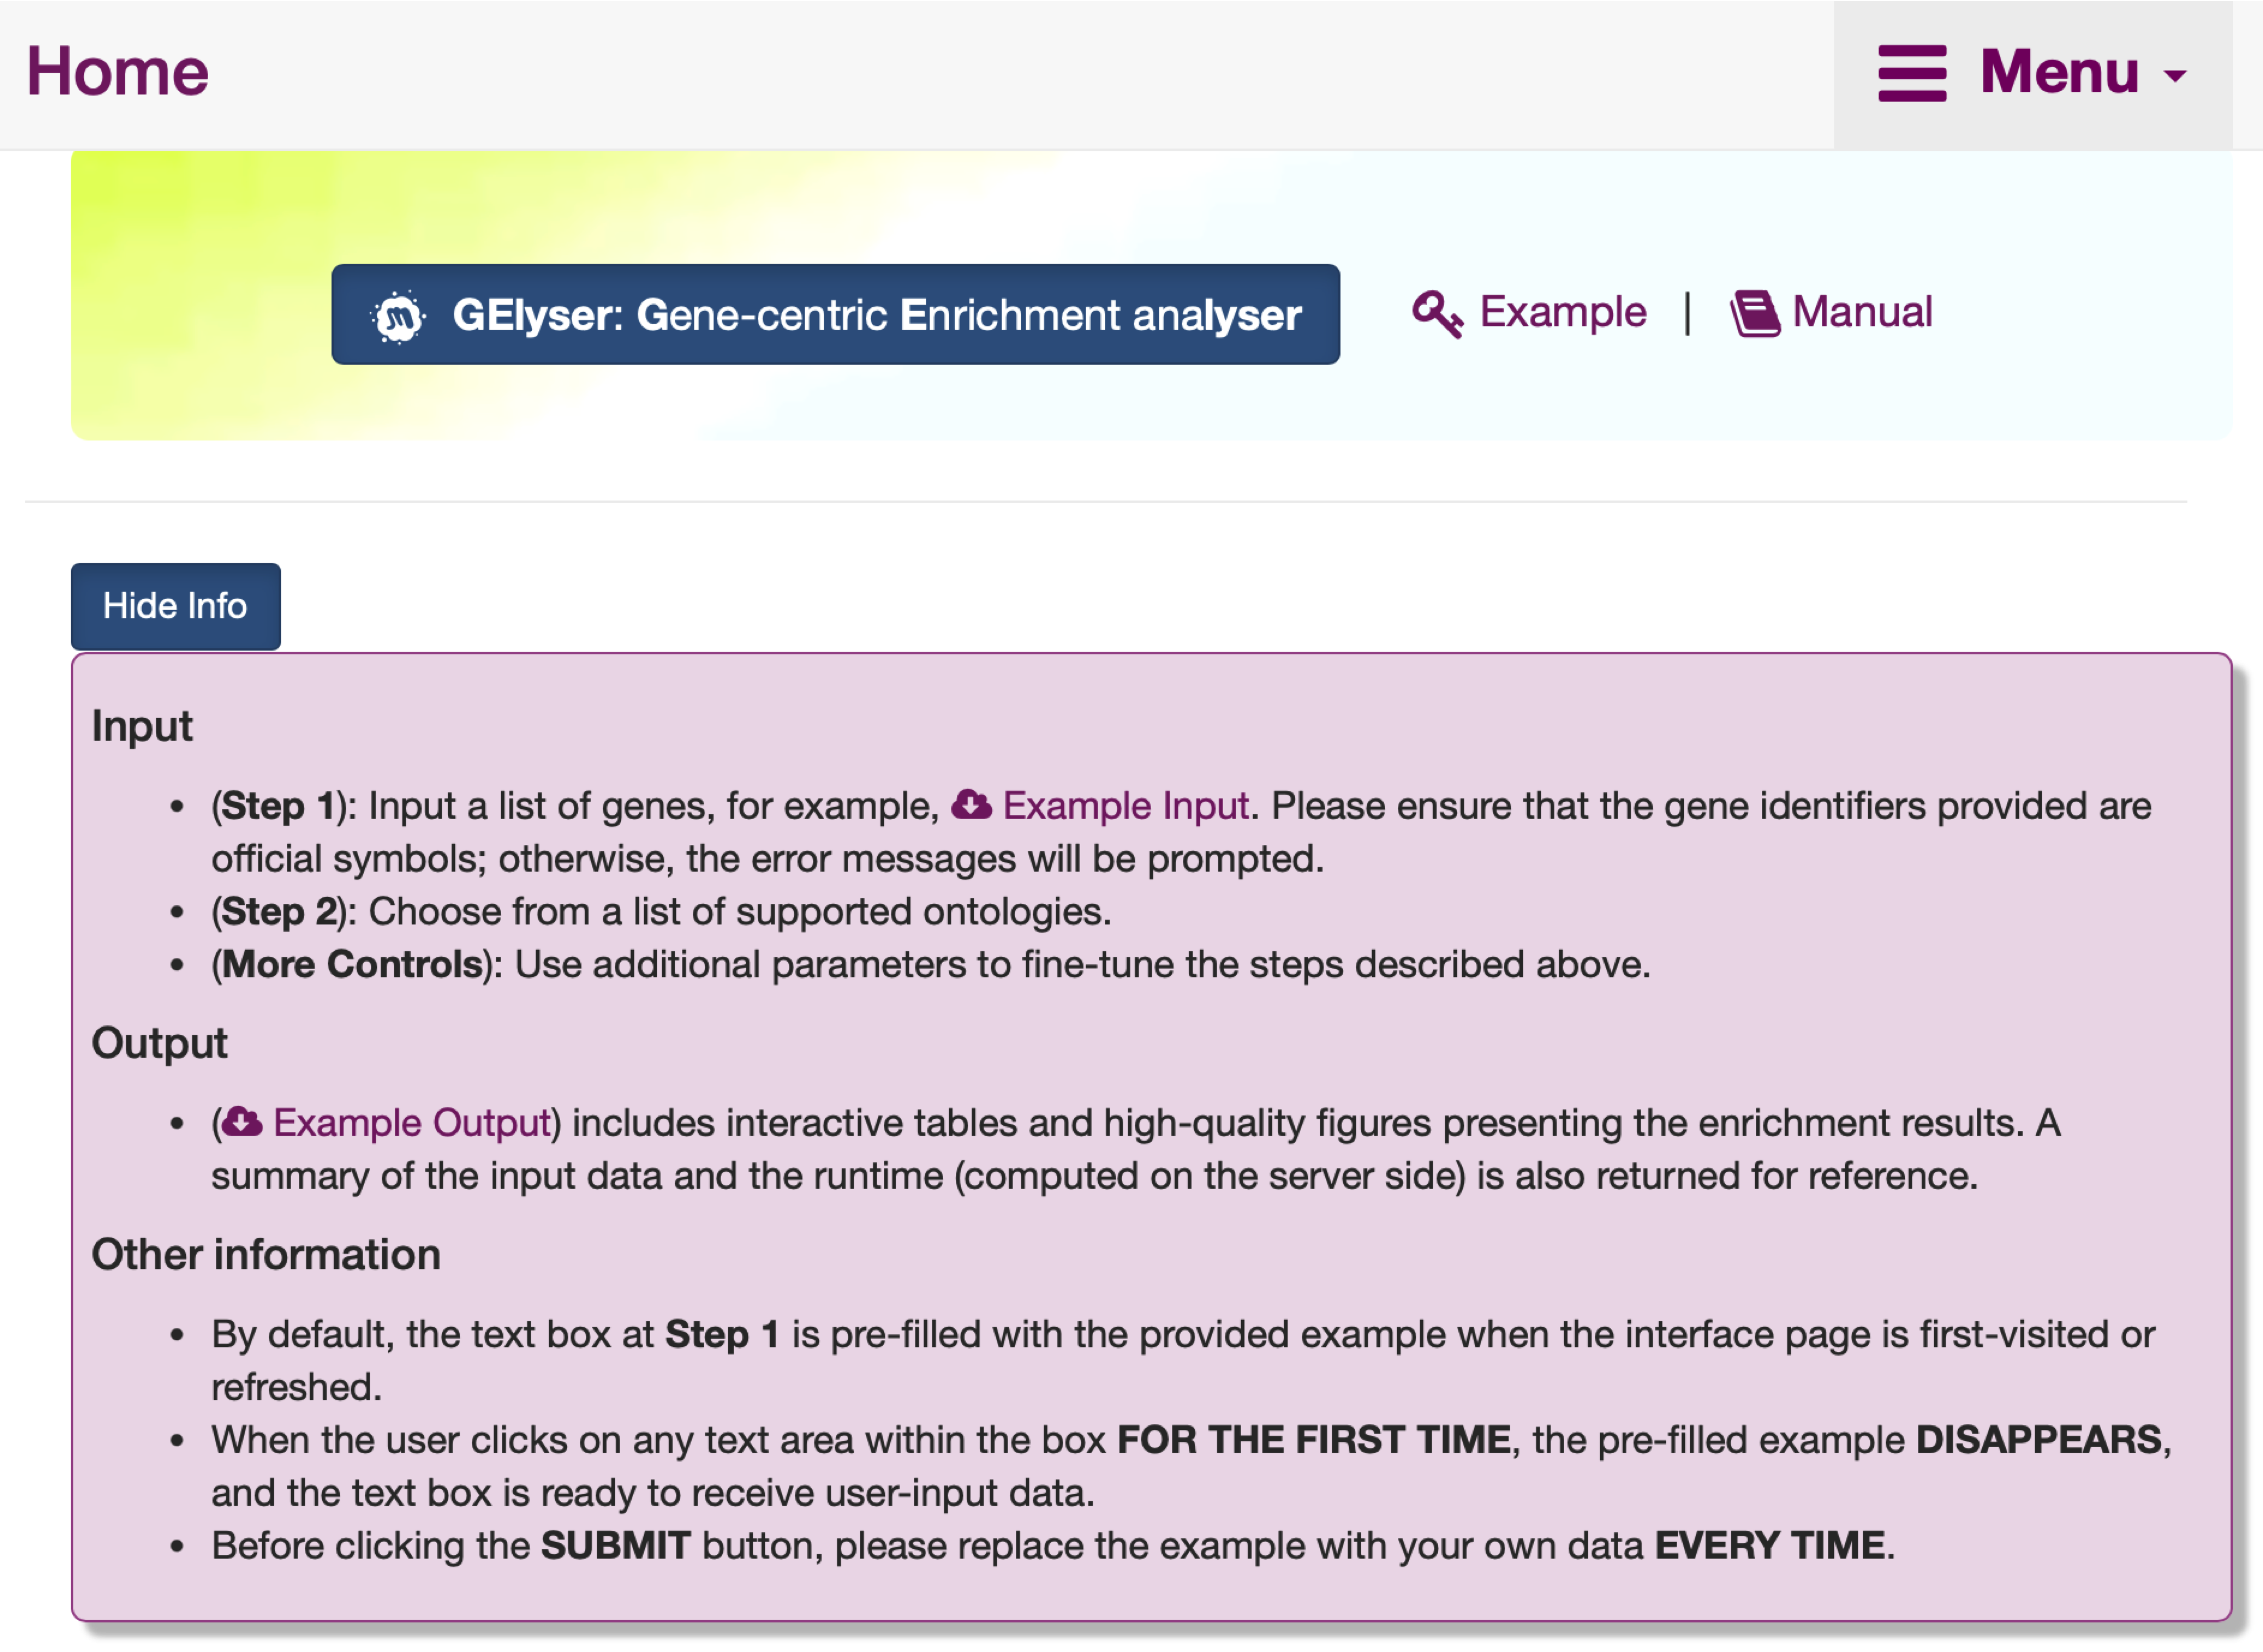 Home
Menu
GElyser: Gene-centric Enrichment analyser
Example | Manual
Hide Info
Input
• (Step 1): Input a list of genes, for example, Example Input. Please ensure that the gene identifiers provided are
official symbols; otherwise, the error messages will be prompted.
• (Step 2): Choose from a list of supported ontologies.
• (More Controls): Use additional parameters to fine-tune the steps described above.
Output
• (Example Output) includes interactive tables and high-quality figures presenting the enrichment results. A
summary of the input data and the runtime (computed on the server side) is also returned for reference.
Other information
• By default, the text box at Step 1 is pre-filled with the provided example when the interface page is first-visited or
refreshed.
• When the user clicks on any text area within the box FOR THE FIRST TIME, the pre-filled example DISAPPEARS,
and the text box is ready to receive user-input data.
• Before clicking the SUBMIT button, please replace the example with your own data EVERY TIME.